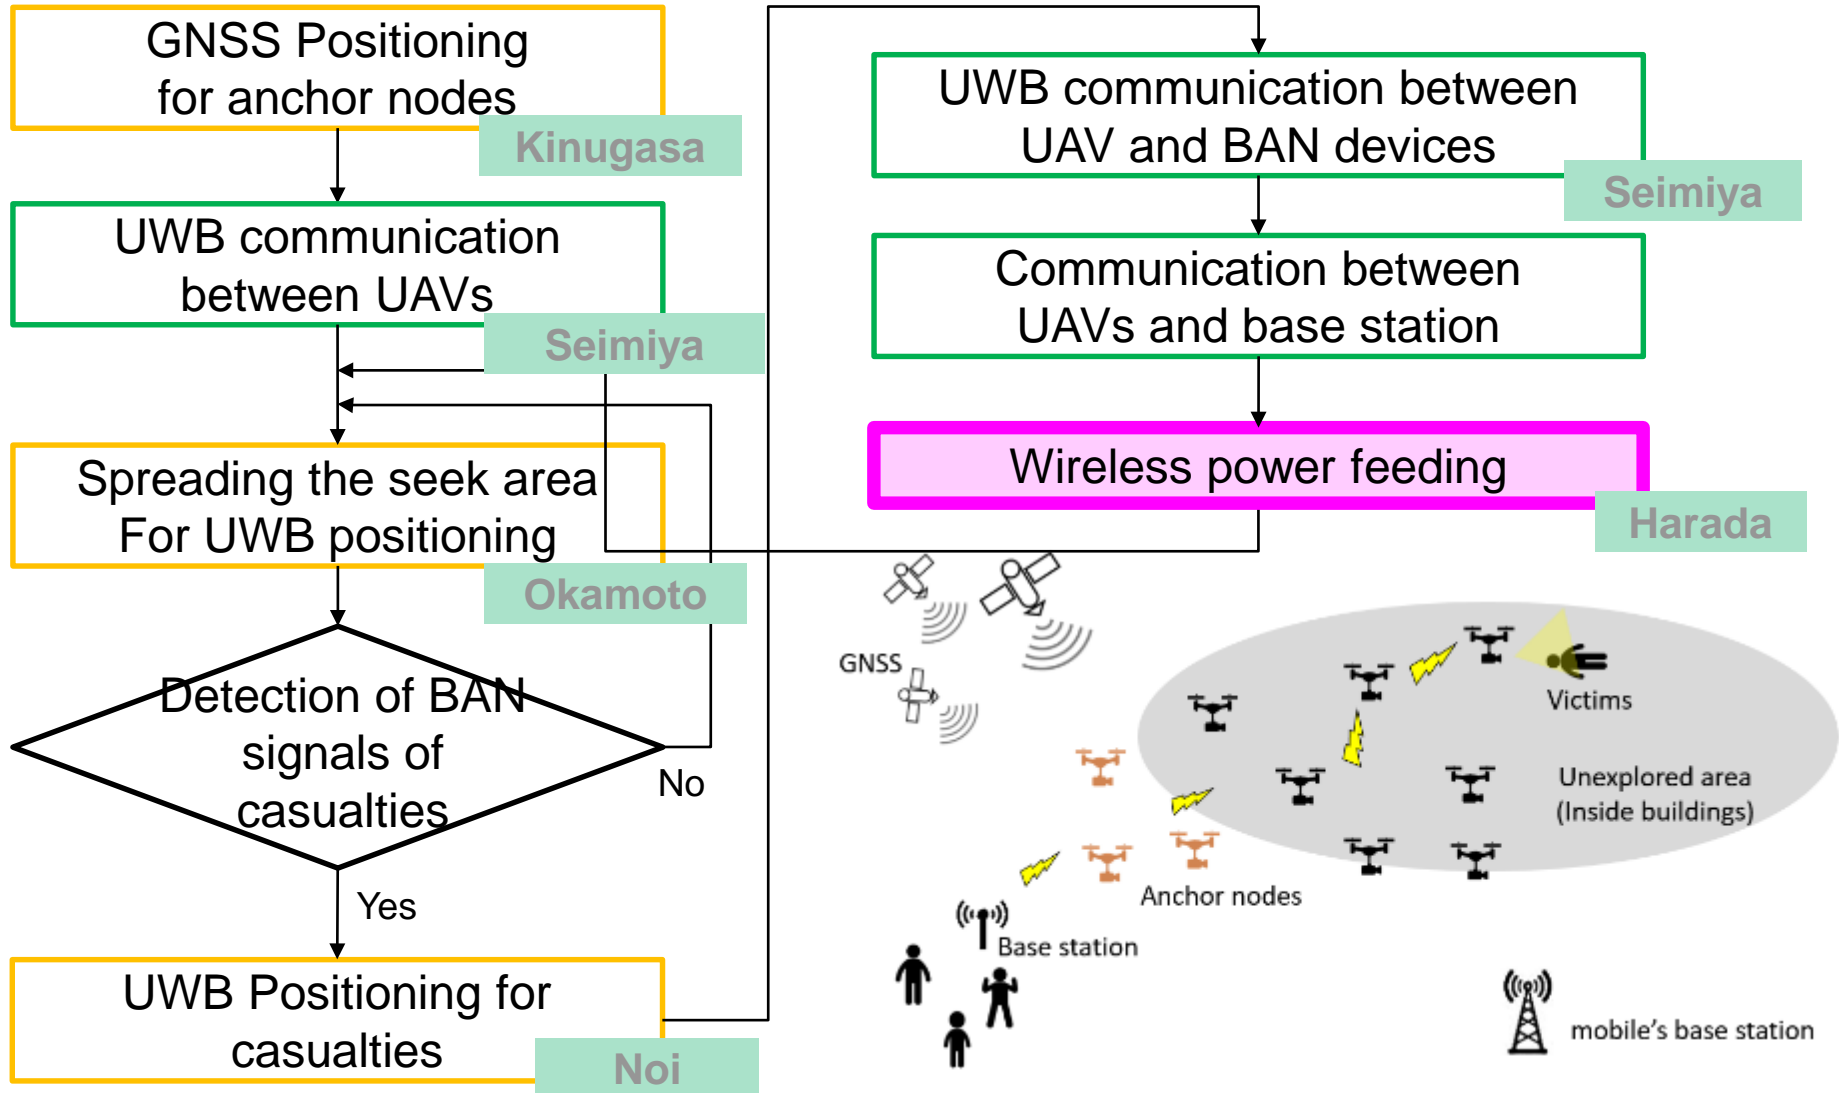 GNSS Positioning
for anchor nodes
Kinugasa
UWB communication
between UAVs
Seimiya
Spreading the seek area
For UWB positioning
Okamoto
Detection of BAN
signals of
casualties
No
Yes
UWB Positioning for
casualties
Noi
UWB communication between
UAV and BAN devices
Seimiya
Communication between
UAVs and base station
Wireless power feeding
Harada
GNSS
Victims
Unexplored area
(Inside buildings)
Anchor nodes
Base station
mobile's base station